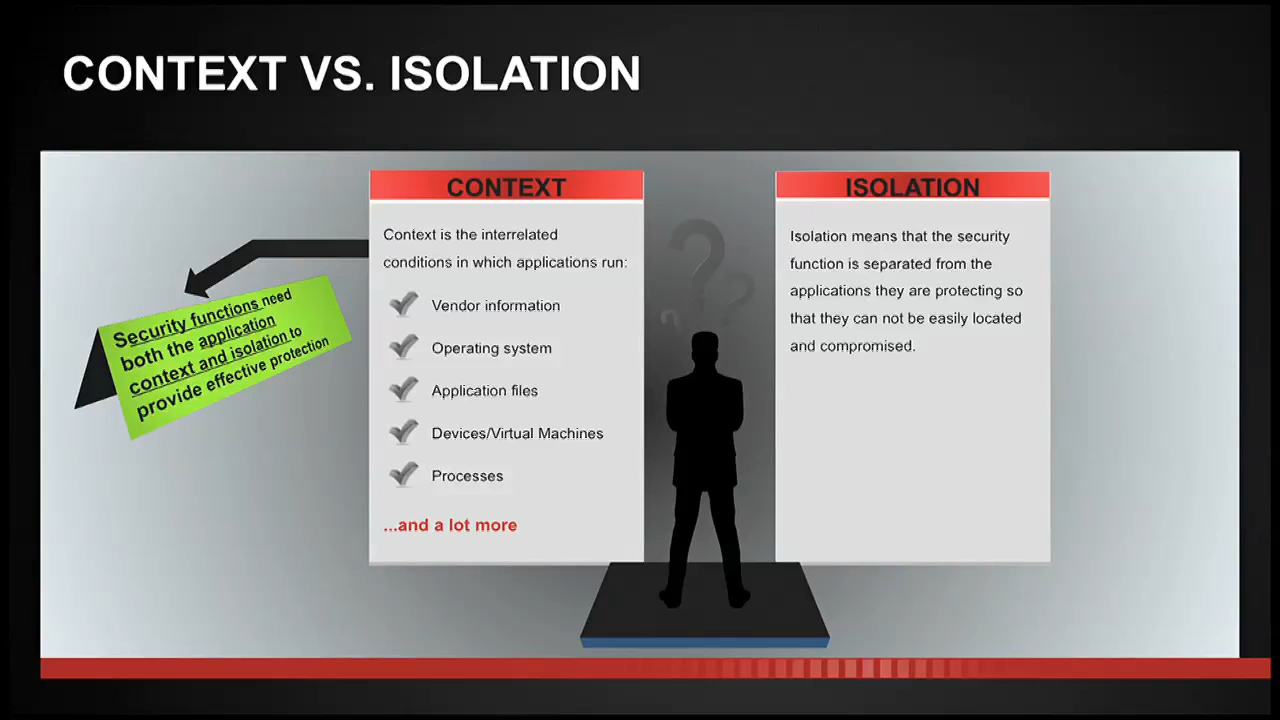 CONTEXT VS. ISOLATION
CONTEXT
Context is the interrelated
conditions in which applications run:
Vendor information
Operating system
Application files
Devices/Virtual Machines
Processes
...and a lot more
Security functions need
both the application
context and isolation to
provide effective protection
ISOLATION
Isolation means that the security
function is separated from the
applications they are protecting so
that they can not be easily located
and compromised.
???